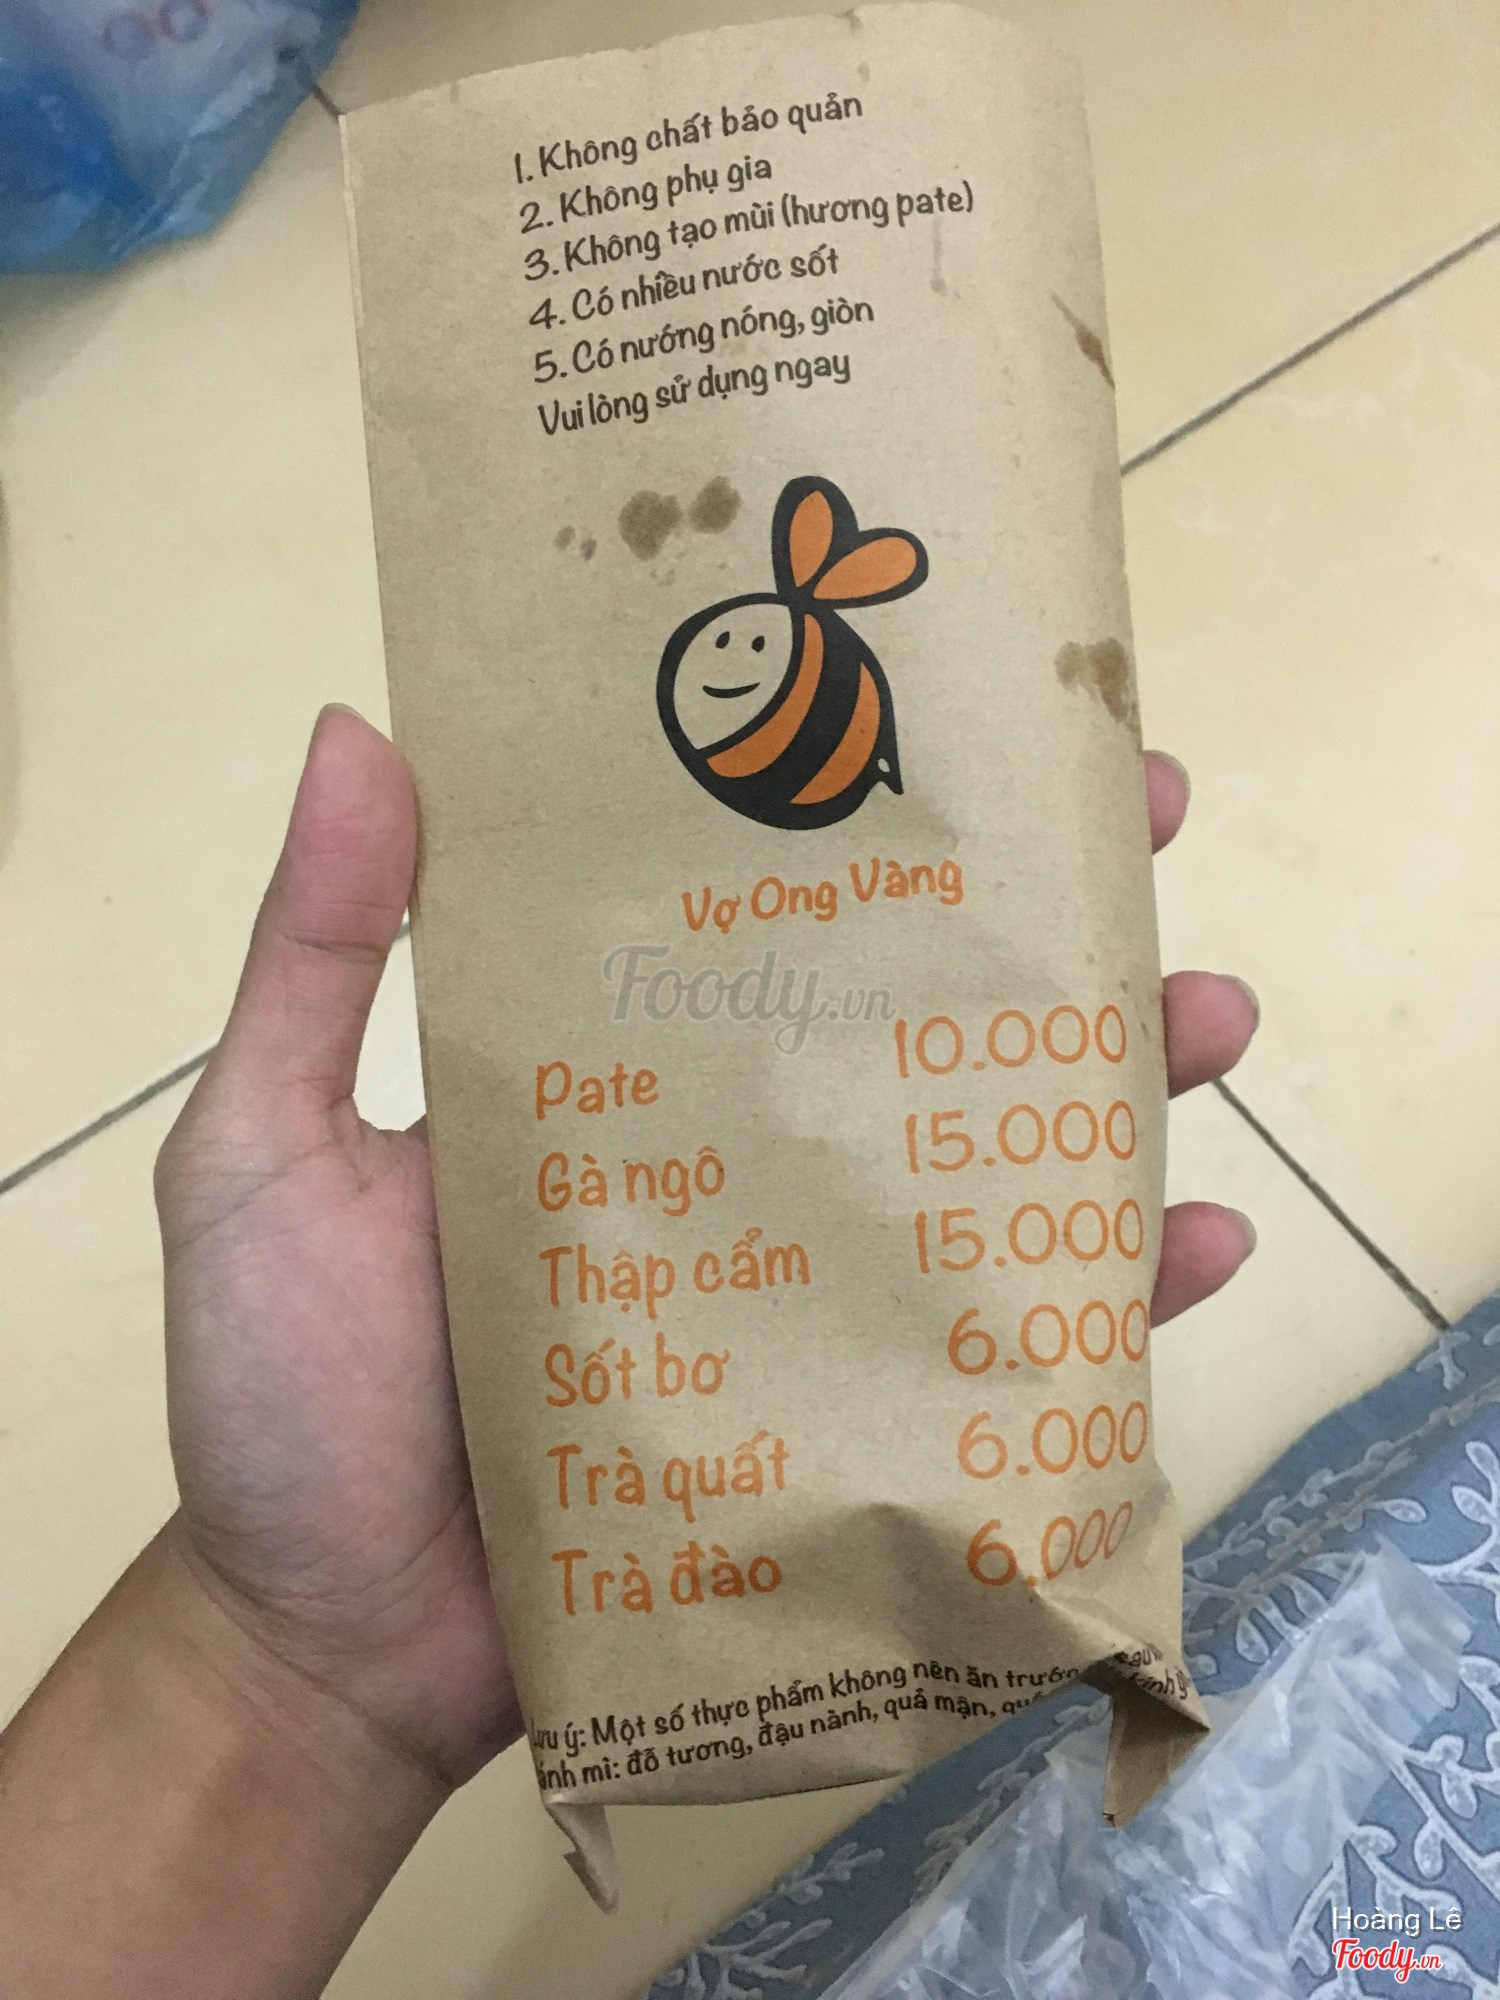 1. Không chất bảo quản
2. Không phụ gia
3. Không tạo mùi (hương pate)
4. Có nhiều nước sốt
5. Có nướng nóng, giòn
Vui lòng sử dụng ngay
Vợ Ong Vàng
Foody.vn
Pate 10.000
Gà ngô 15.000
Thập cẩm 15.000
Sốt bơ 6.000
Trà quất 6.000
Trà đào 6.000
Lưu ý: Một số thực phẩm không nên ăn trước
bánh mì: đỗ tương, đậu nành, quả mận,
Hoàng Lê
Foody.vn